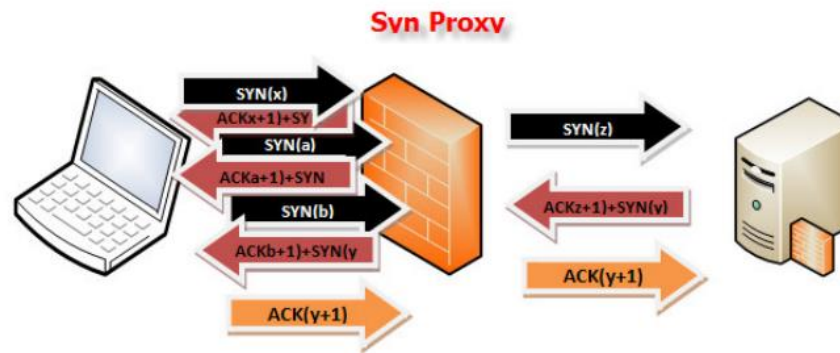 Syn Proxy
SYN(x)
ACKx+1)+SY
SYN(a)
ACKa+1)+SYN
SYN(b)
ACKb+1)+SYN(y
ACK(y+1)
SYN(z)
ACKz+1)+SYN(y)
ACK(y+1)